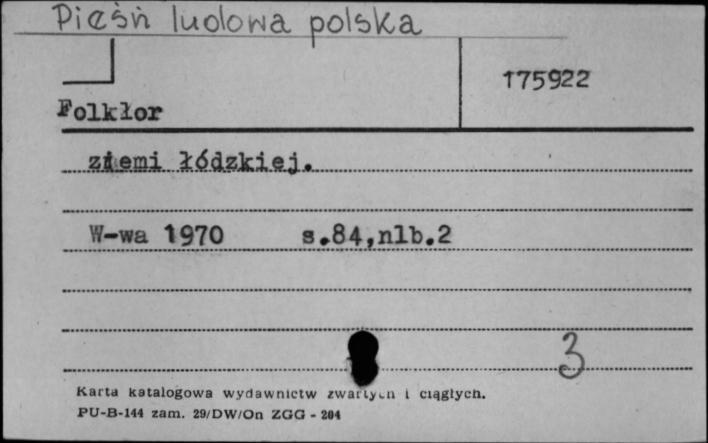 Pieśń ludowa polska
175922
Folkłor
ziemi łódzkiej.
W-wa 1970 s.84,nlb.2
3
Karta katalogowa wydawnictw zwartych i ciągłych.
PU-B-144 zam. 29/DW/On ZGG - 204